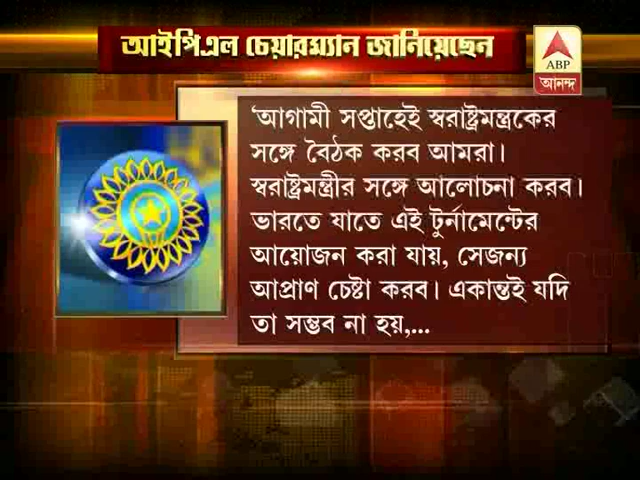 আইপিএল চেয়ারম্যান জানিয়েছেন
ABP
আনন্দ
'আগামী সপ্তাহেই স্বরাষ্ট্রমন্ত্রকের
সঙ্গে বৈঠক করব আমরা।
স্বরাষ্ট্রমন্ত্রীর সঙ্গে আলোচনা করব।
ভারতে যাতে এই টুর্নামেন্টের
আয়োজন করা যায়, সেজন্য
আপ্রাণ চেষ্টা করব। একান্তই যদি
তা সম্ভব না হয়,...